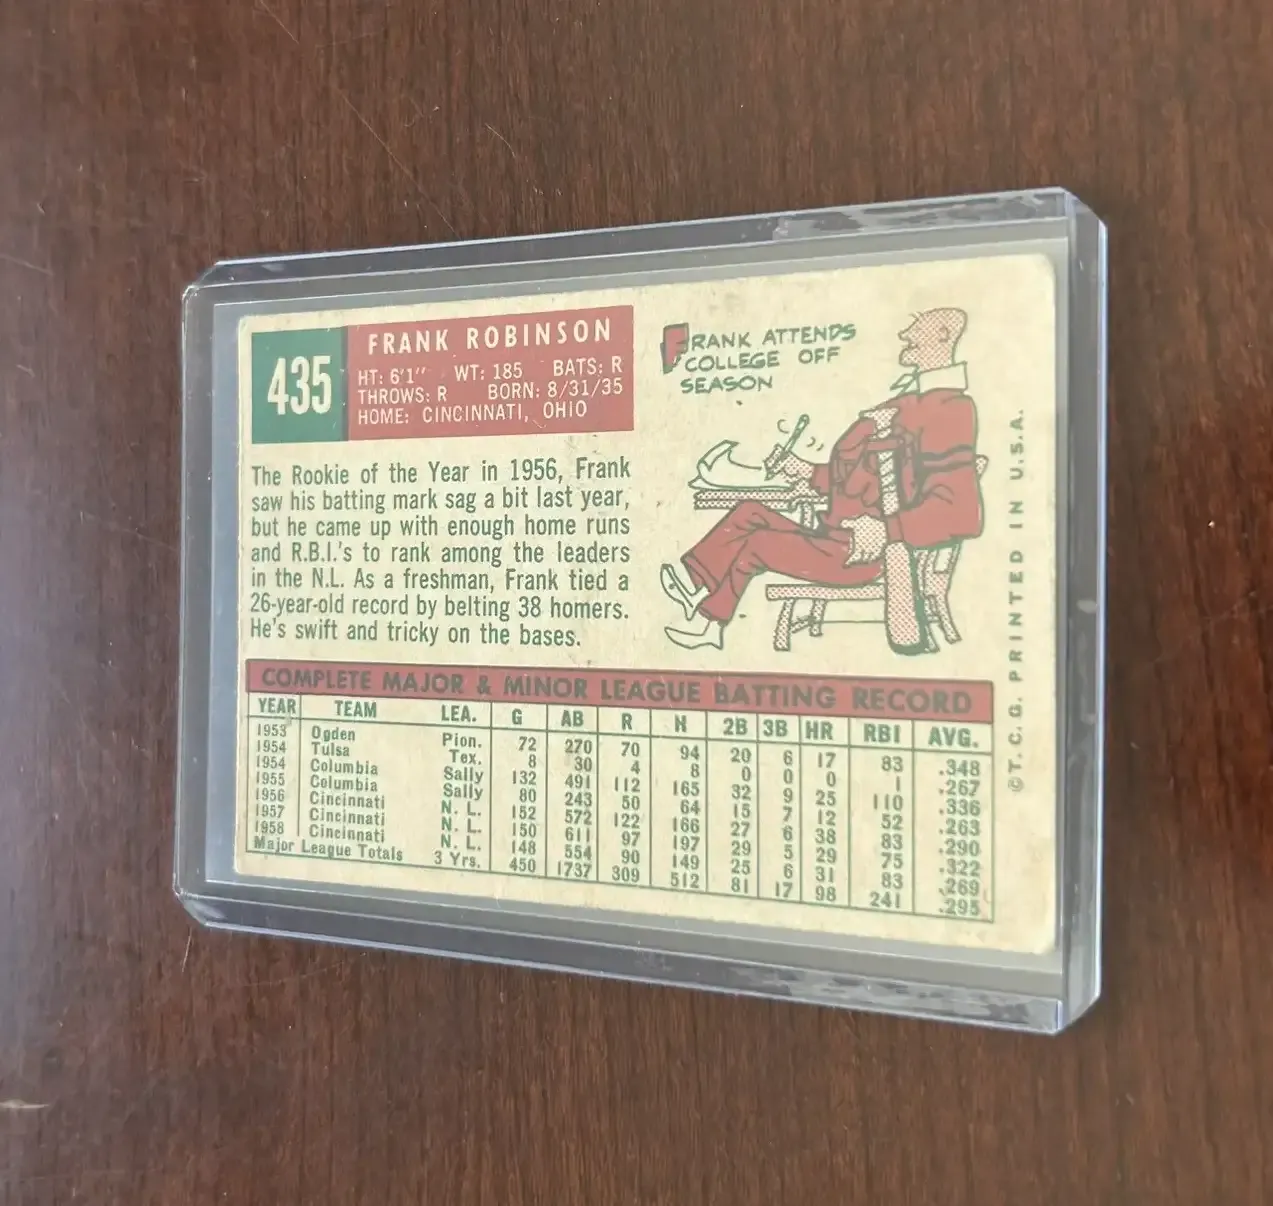 435
FRANK ROBINSON
HT: 6'1" WT: 185 BATS: R
THROWS: R BORN: 8/31/35
HOME: CINCINNATI, OHIO
The Rookie of the Year in 1956, Frank
saw his batting mark sag a bit last year,
but he came up with enough home runs
and R.B.I.'s to rank among the leaders
in the N.L. As a freshman, Frank tied a
26-year-old record by belting 38 homers.
He's swift and tricky on the bases.
FRANK ATTENDS
COLLEGE OFF
SEASON
COMPLETE MAJOR & MINOR LEAGUE BATTING RECORD
YEAR TEAM LEA. G AB R H 2B 3B HR RBI AVG.
1953 Ogden Pion. 72 270 70 94 20 6 17 83 .348
1954 Tulsa Tex. 8 30 4 8 0 0 0 1 .267
1954 Columbia Sally 132 491 112 165 32 9 25 110 .336
1955 Columbia Sally 80 243 50 64 15 7 12 52 .263
1956 Cincinnati N. L. 152 572 122 166 27 6 38 83 .290
1957 Cincinnati N. L. 150 611 97 197 29 5 29 75 .322
1958 Cincinnati N. L. 148 554 90 149 25 6 31 83 .269
Major League Totals 3 Yrs. 450 1737 309 512 81 17 98 241 .295
©T. C. G. PRINTED IN U.S.A.